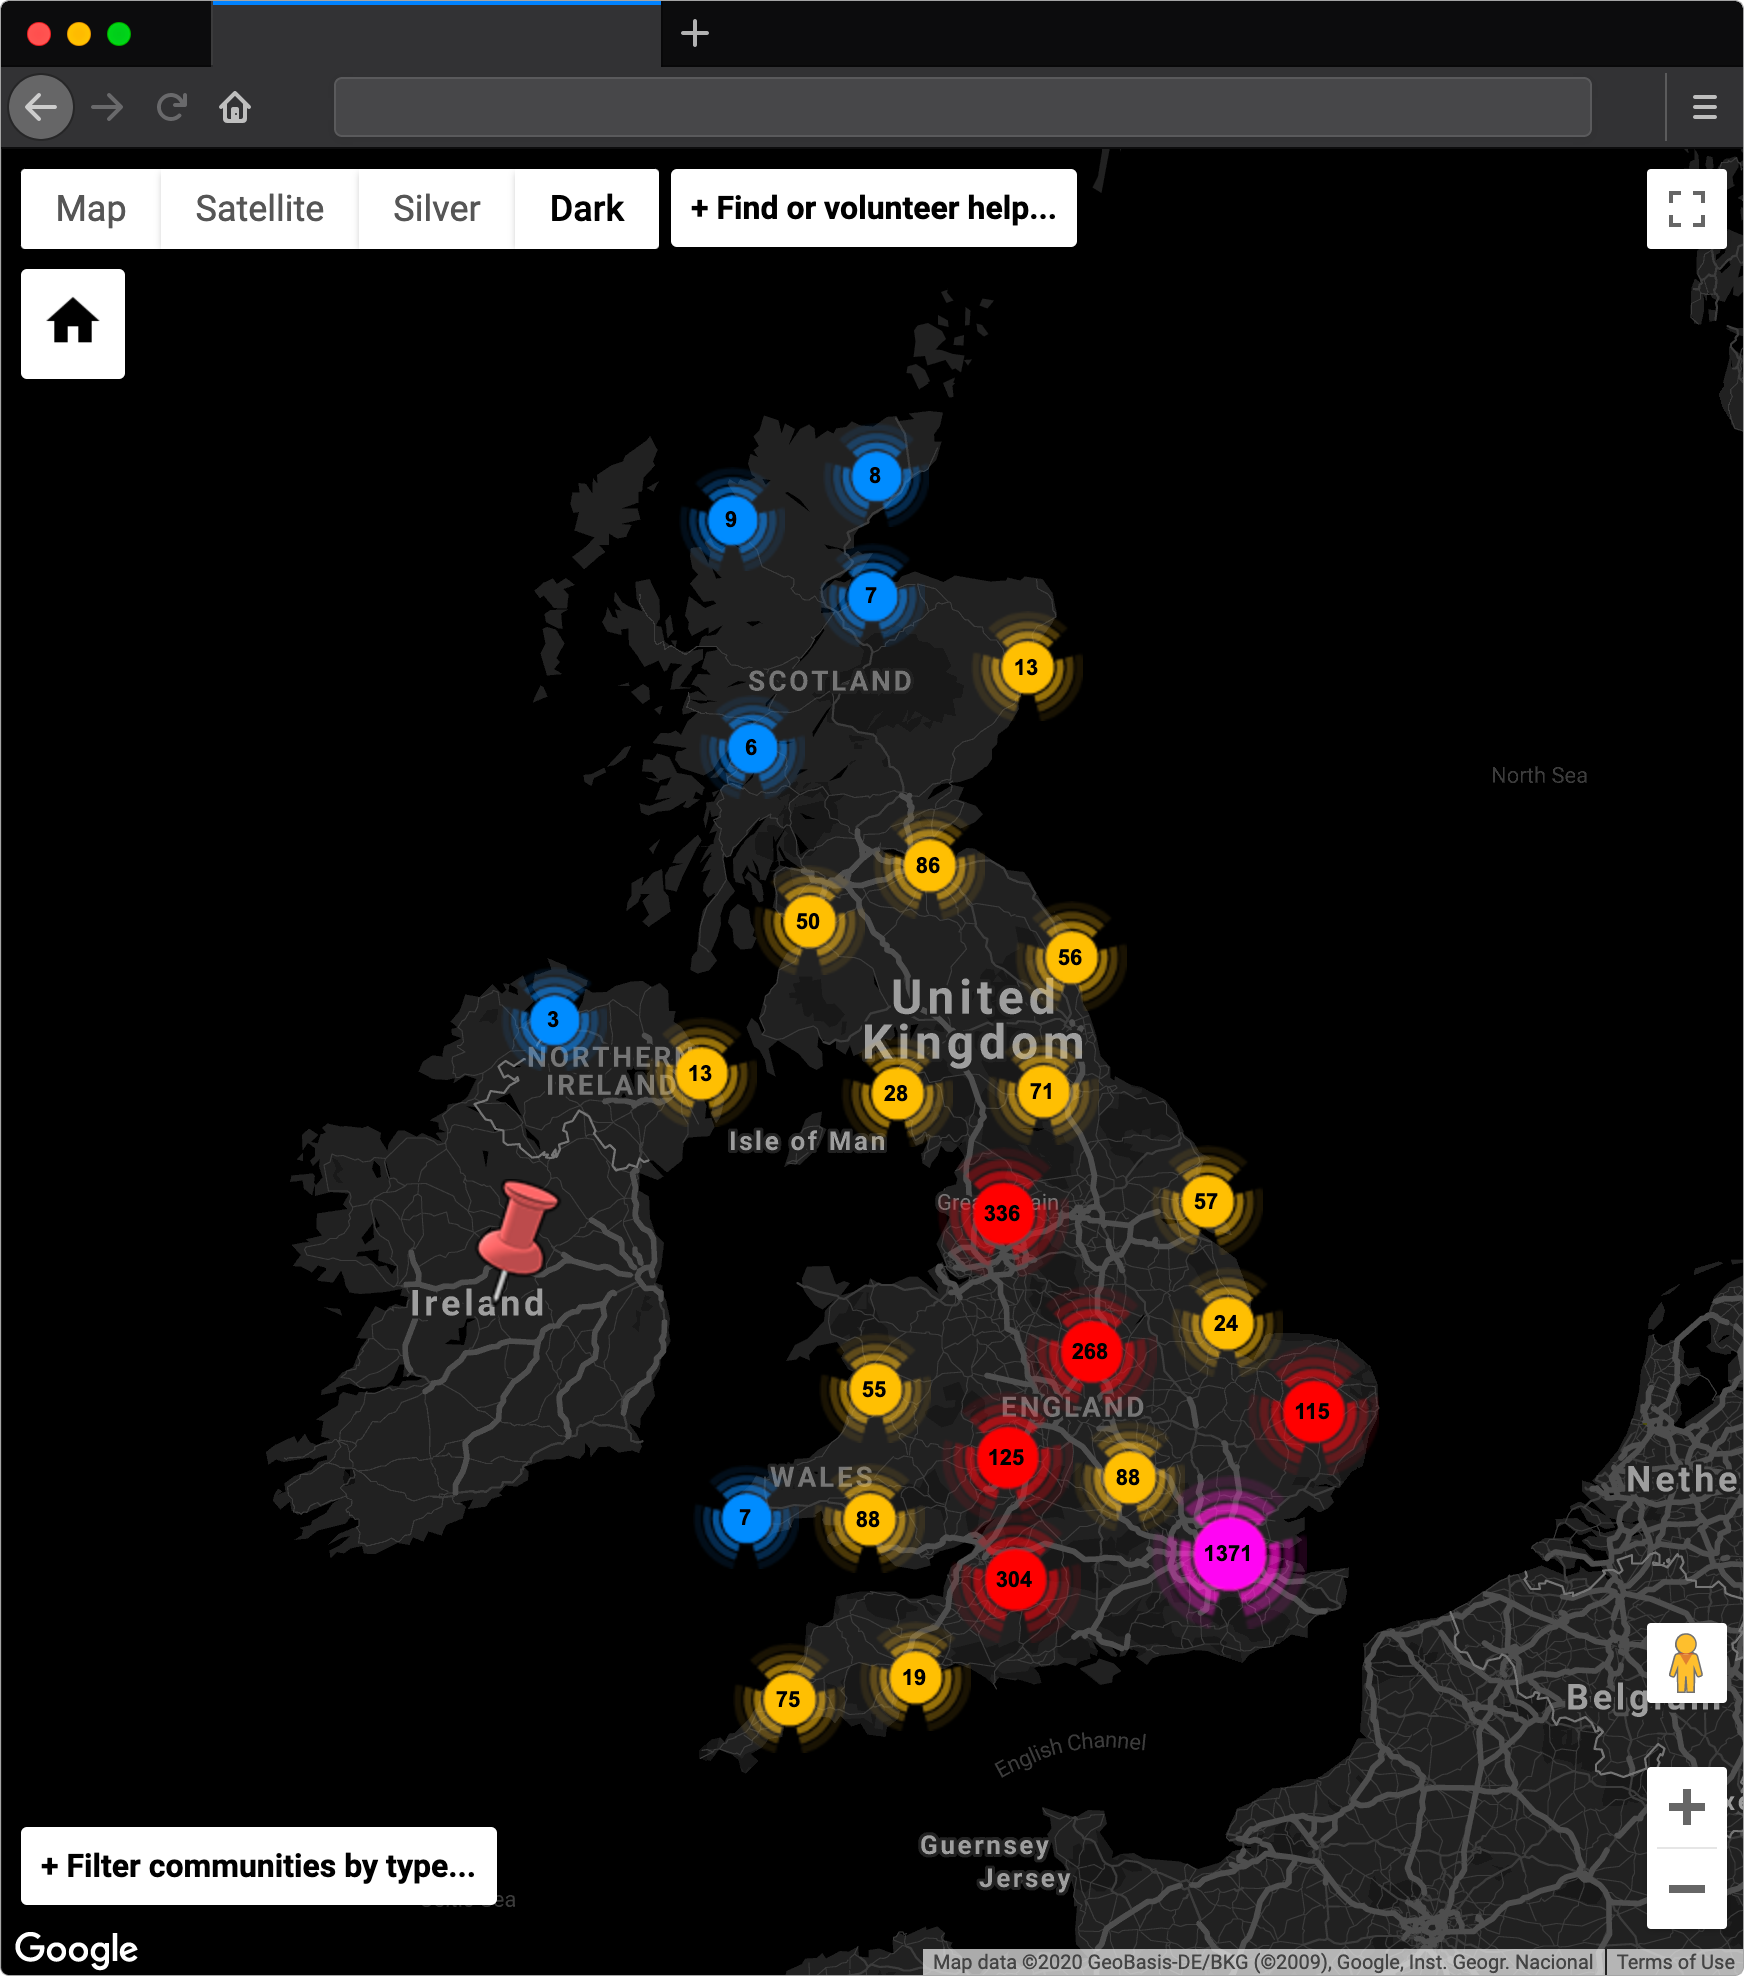 Map
Satellite
Silver
Dark
+ Find or volunteer help...
8
9
7
13
SCOTLAND
6
North Sea
86
50
56
United
Kingdom
3
NORTHERN
IRELAND
13
28
71
Isle of Man
57
336
Ireland
24
268
55
ENGLAND
115
125
WALES
88
Nethe
7
88
1371
304
19
75
English Channel
Guernsey
Jersey
+ Filter communities by type...
Google
Map data ©2020 GeoBasis-DE/BKG (©2009), Google, Inst. Geogr. Nacional
Terms of Use